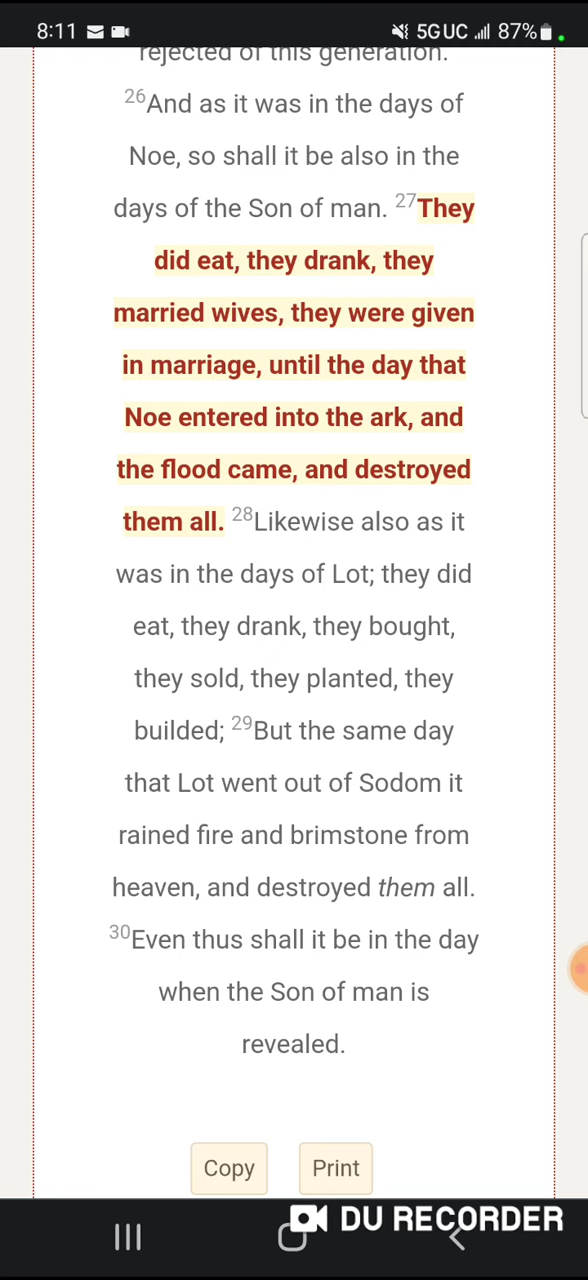 8:11 5GUC 87%
rejected of this generation.
26And as it was in the days of
Noe, so shall it be also in the
days of the Son of man. 27They
did eat, they drank, they
married wives, they were given
in marriage, until the day that
Noe entered into the ark, and
the flood came, and destroyed
them all. 28Likewise also as it
was in the days of Lot; they did
eat, they drank, they bought,
they sold, they planted, they
builded; 29But the same day
that Lot went out of Sodom it
rained fire and brimstone from
heaven, and destroyed them all.
30Even thus shall it be in the day
when the Son of man is
revealed.
Copy Print
DU RECORDER